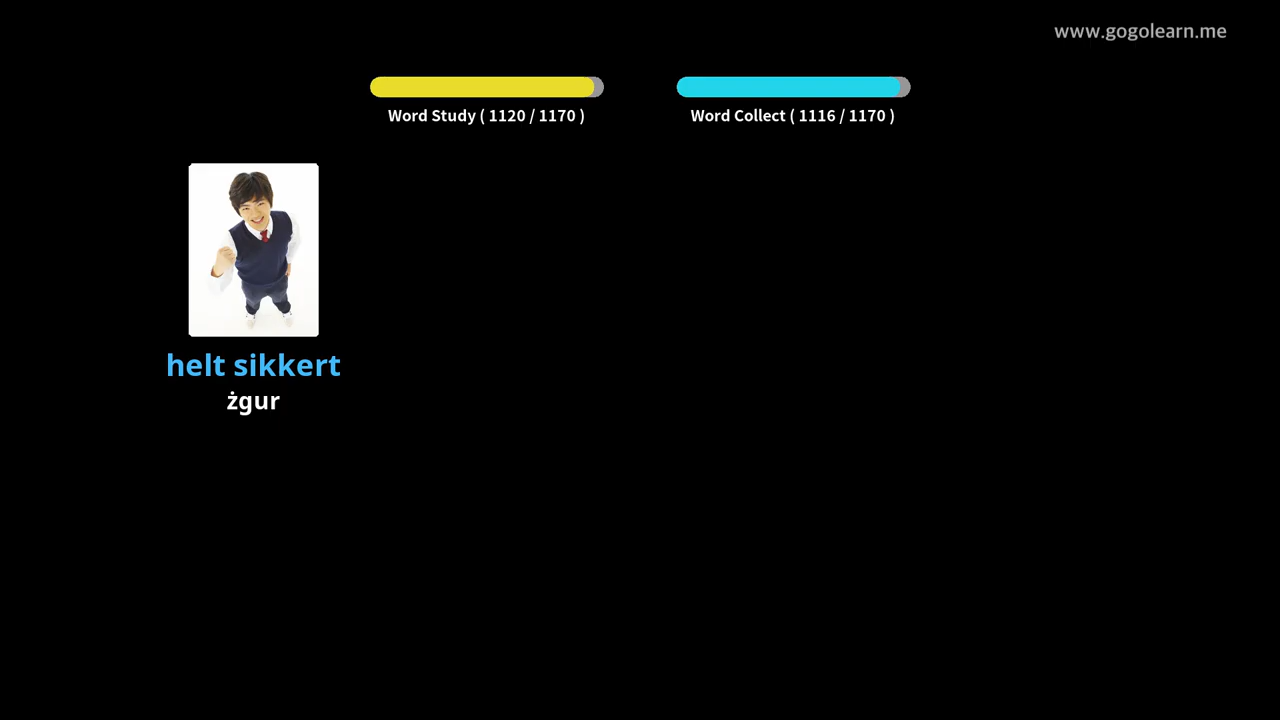 www.gogolearn.me
Word Study ( 1120 / 1170 )
Word Collect ( 1116 / 1170 )
helt sikkert
żgur